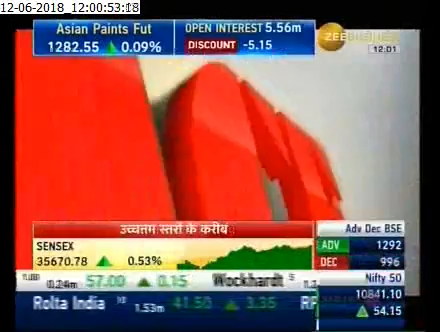 12-06-2018_12:00:53:18
Asian Paints Fut
1282.55 0.09%
OPEN INTEREST 5.56m
DISCOUNT -5.15
ZEE BUSINESS
12:01
उच्चतम स्तरों के करीब
SENSEX
35670.78 0.53%
Adv Dec BSE
ADV 1292
DEC 996
Nifty 50
10841.10
54.15
0.24m 57.00 0.15 Wockhardt
Rolta India 1.53m 41.50 3.35